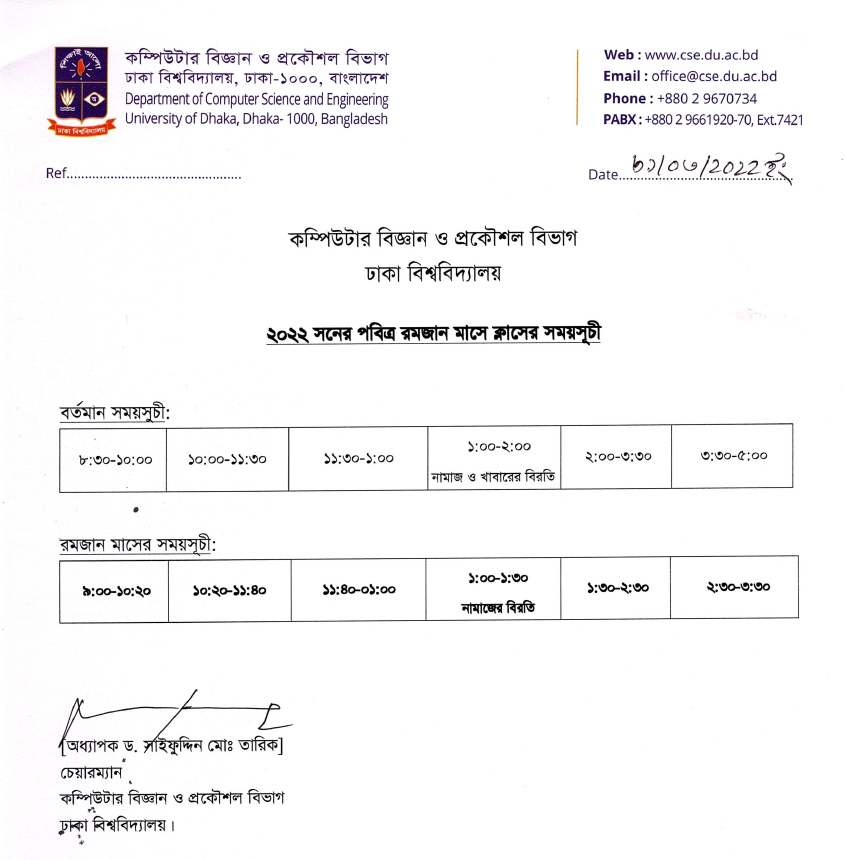 শিক্ষাই আলো
ঢাকা বিশ্ববিদ্যালয়
কম্পিউটার বিজ্ঞান ও প্রকৌশল বিভাগ
ঢাকা বিশ্ববিদ্যালয়, ঢাকা-১০০০, বাংলাদেশ
Department of Computer Science and Engineering
University of Dhaka, Dhaka- 1000, Bangladesh
Web : www.cse.du.ac.bd
Email : office@cse.du.ac.bd
Phone : +880 2 9670734
PABX : +880 2 9661920-70, Ext.7421
Ref................................................
Date..... ৩১/০৩/2022 ইং
কম্পিউটার বিজ্ঞান ও প্রকৌশল বিভাগ
ঢাকা বিশ্ববিদ্যালয়
২০২২ সনের পবিত্র রমজান মাসে ক্লাসের সময়সূচী
বর্তমান সময়সুচী:
৮:৩০-১০:০০ ১০:০০-১১:৩০ ১১:৩০-১:০০ ১:০০-২:০০ ২:০০-৩:৩০ ৩:৩০-৫:০০
নামাজ ও খাবারের বিরতি
রমজান মাসের সময়সূচী:
৯:০০-১০:২০ ১০:২০-১১:৪০ ১১:৪০-০১:০০ ১:০০-১:৩০ ১:৩০-২:৩০ ২:৩০-৩:৩০
নামাজের বিরতি
[অধ্যাপক ড. সাইফুদ্দিন মোঃ তারিক]
চেয়ারম্যান
কম্পিউটার বিজ্ঞান ও প্রকৌশল বিভাগ
ঢাকা বিশ্ববিদ্যালয়।